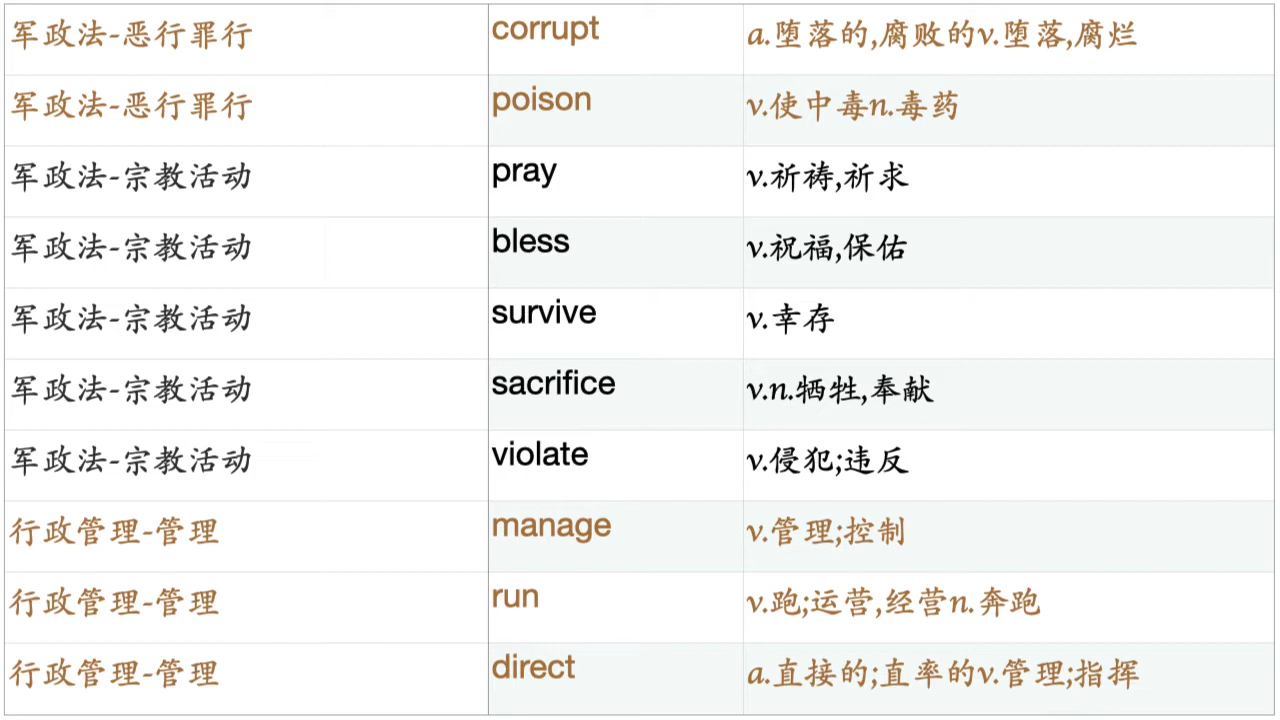 军政法-恶行罪行 corrupt a.堕落的,腐败的v.堕落,腐烂
军政法-恶行罪行 poison v.使中毒n.毒药
军政法-宗教活动 pray v.祈祷,祈求
军政法-宗教活动 bless v.祝福,保佑
军政法-宗教活动 survive v.幸存
军政法-宗教活动 sacrifice v.n.牺牲,奉献
军政法-宗教活动 violate v.侵犯;违反
行政管理-管理 manage v.管理;控制
行政管理-管理 run v.跑;运营,经营n.奔跑
行政管理-管理 direct a.直接的;直率的v.管理;指挥